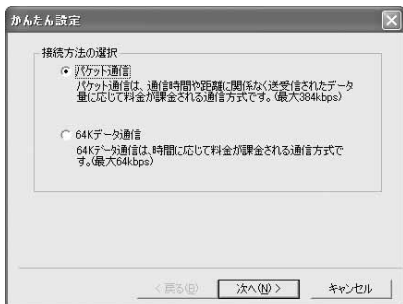 かんたん設定
接続方法の選択
パケット通信
パケット通信は、通信時間や距離に関係なく送受信されたデータ
量に応じて料金が課金される通信方式です。(最大384kbps)
64Kデータ通信
64Kデータ通信は、時間に応じて料金が課金される通信方式で
す。(最大64kbps)
< 戻る(B)
次へ(N) >
キャンセル